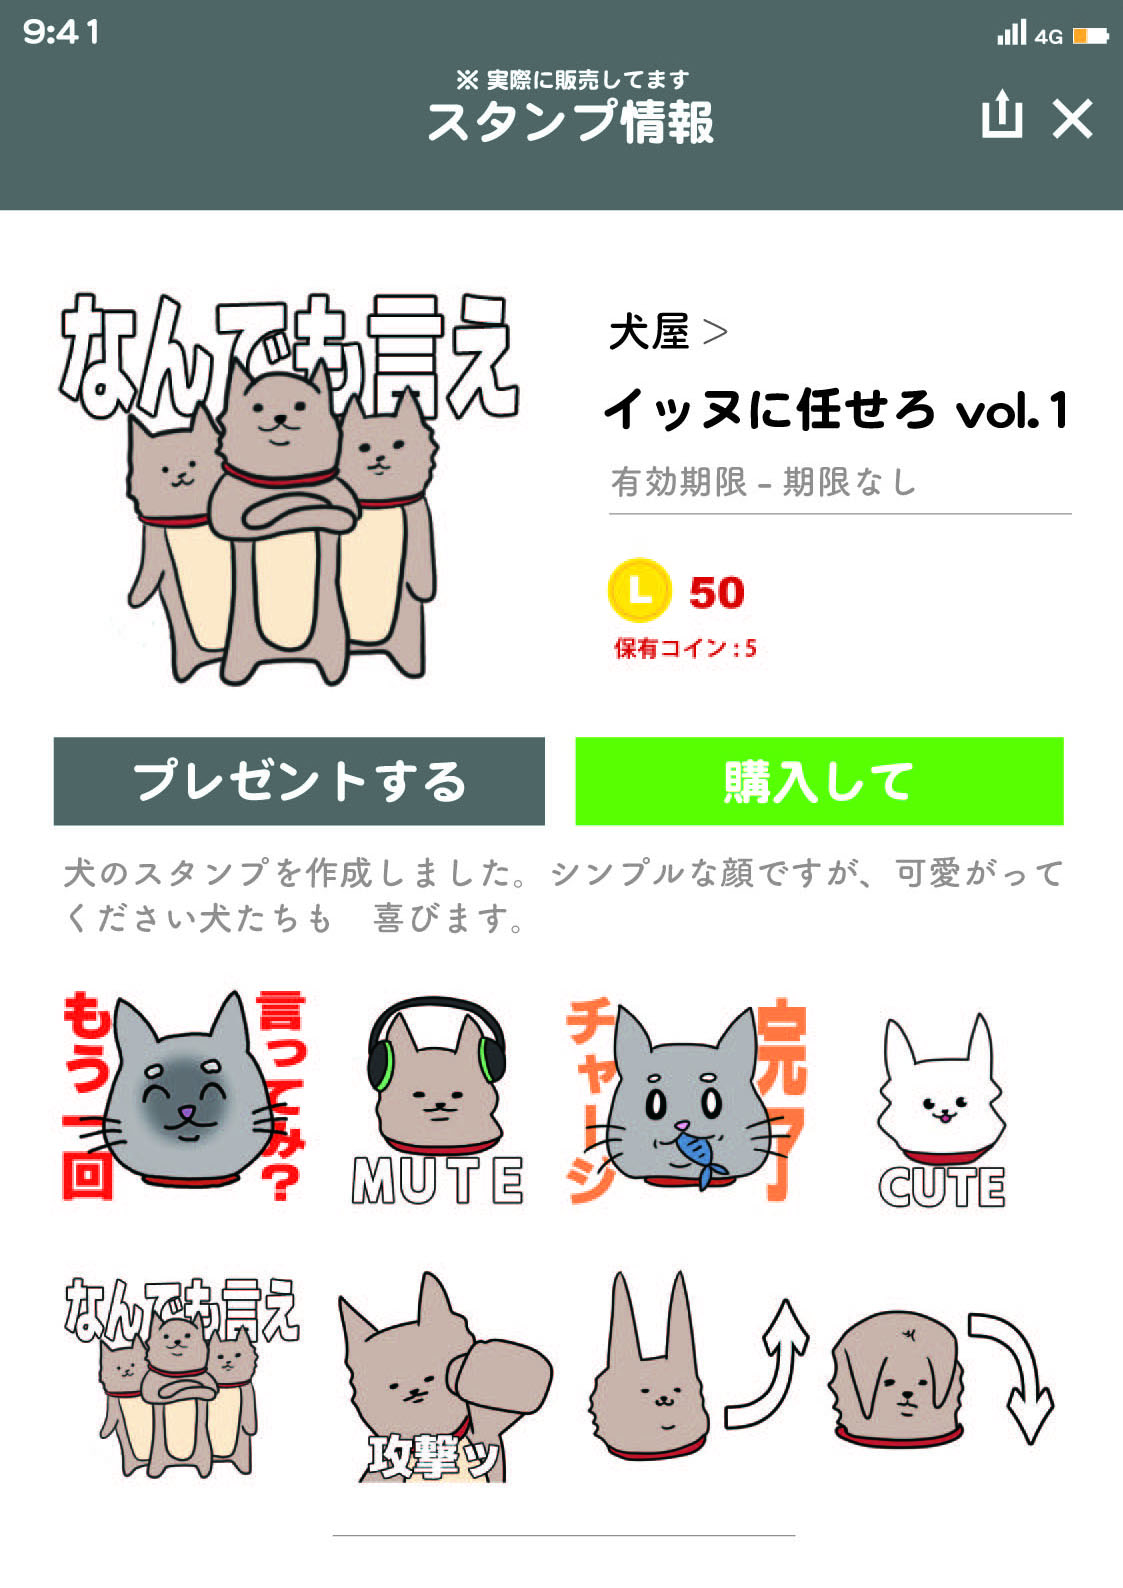 9:41
4G
※ 実際に販売してます
スタンプ情報
なんでも言え
犬屋 >
イッヌに任せろ vol.1
有効期限 - 期限なし
L 50
保有コイン : 5
プレゼントする
購入して
犬のスタンプを作成しました。シンプルな顔ですが、可愛がって
ください犬たちも　喜びます。
もう一回
言ってみ?
MUTE
チャージ
完了
CUTE
なんでも言え
攻撃ッ